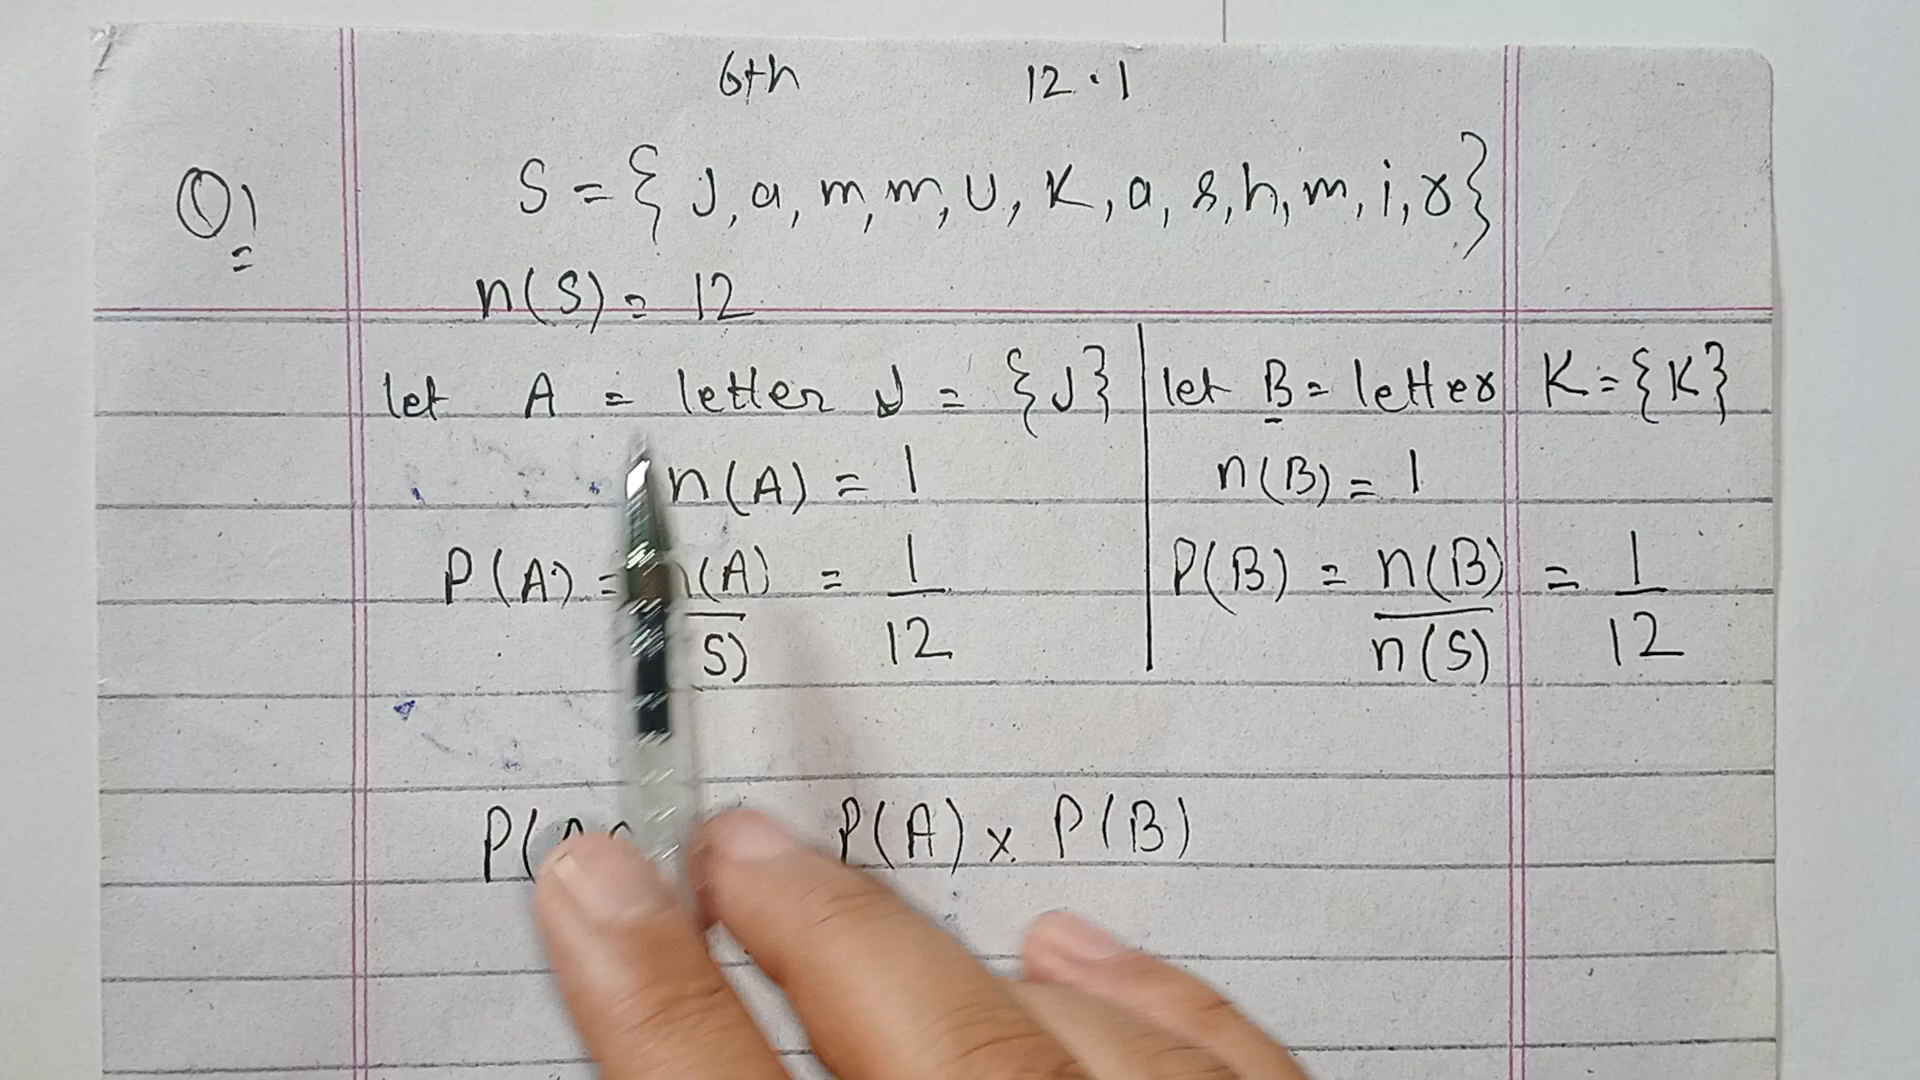 6th 12.1
Q1 S = { J, a, m, m, u, K, a, s, h, m, i, r }
n(S) = 12
let A = letter J = {J}
n(A) = 1
P(A) = n(A) = 1
S) 12
let B = letter K = {K}
n(B) = 1
P(B) = n(B) = 1
n(S) 12
P( P(A) x P(B)